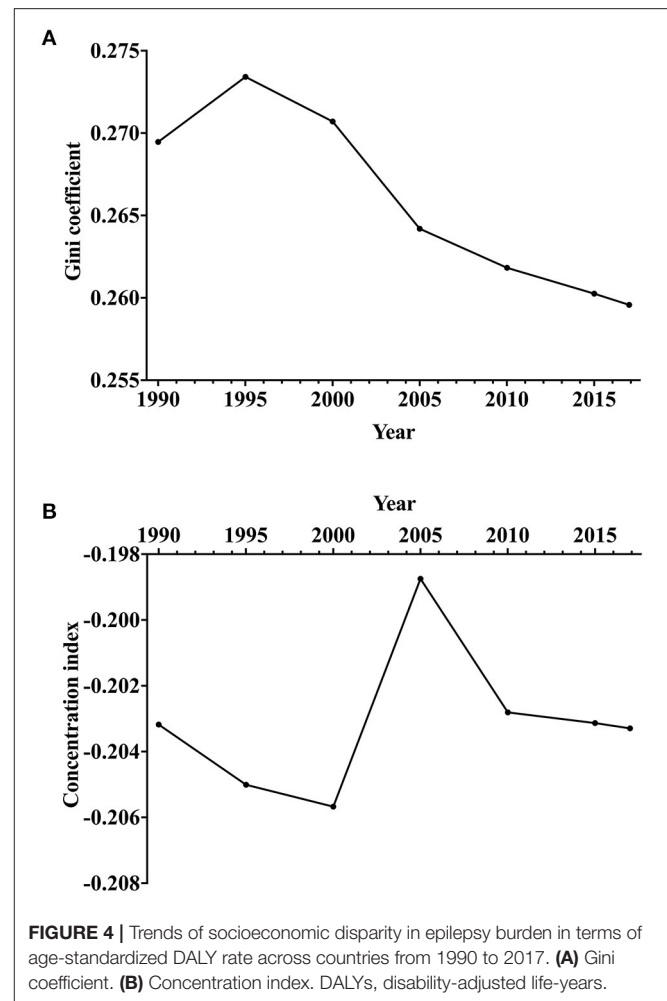 A
0.275
0.270
0.265
0.260
0.255
Gini coefficient
1990 1995 2000 2005 2010 2015
Year
B
Year
1990 1995 2000 2005 2010 2015
-0.198
-0.200
-0.202
-0.204
-0.206
-0.208
Concentration index
FIGURE 4 | Trends of socioeconomic disparity in epilepsy burden in terms of
age-standardized DALY rate across countries from 1990 to 2017. (A) Gini
coefficient. (B) Concentration index. DALYs, disability-adjusted life-years.